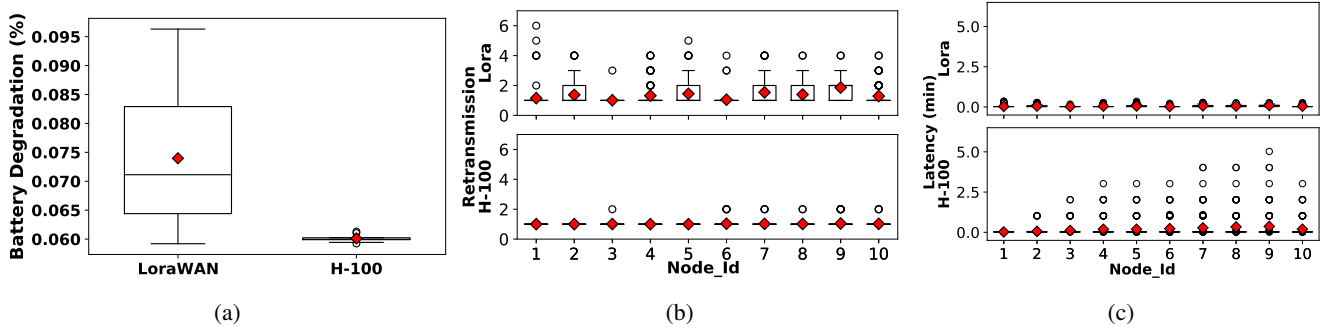 Battery Degradation (%)
0.095
0.090
0.085
0.080
0.075
0.070
0.065
0.060
LoraWAN H-100
(a)
Retransmission
Lora
H-100
6
4
2
0
6
4
2
0
1 2 3 4 5 6 7 8 9 10
Node_Id
(b)
Latency (min)
Lora
H-100
5.0
2.5
0.0
5.0
2.5
0.0
1 2 3 4 5 6 7 8 9 10
Node_Id
(c)